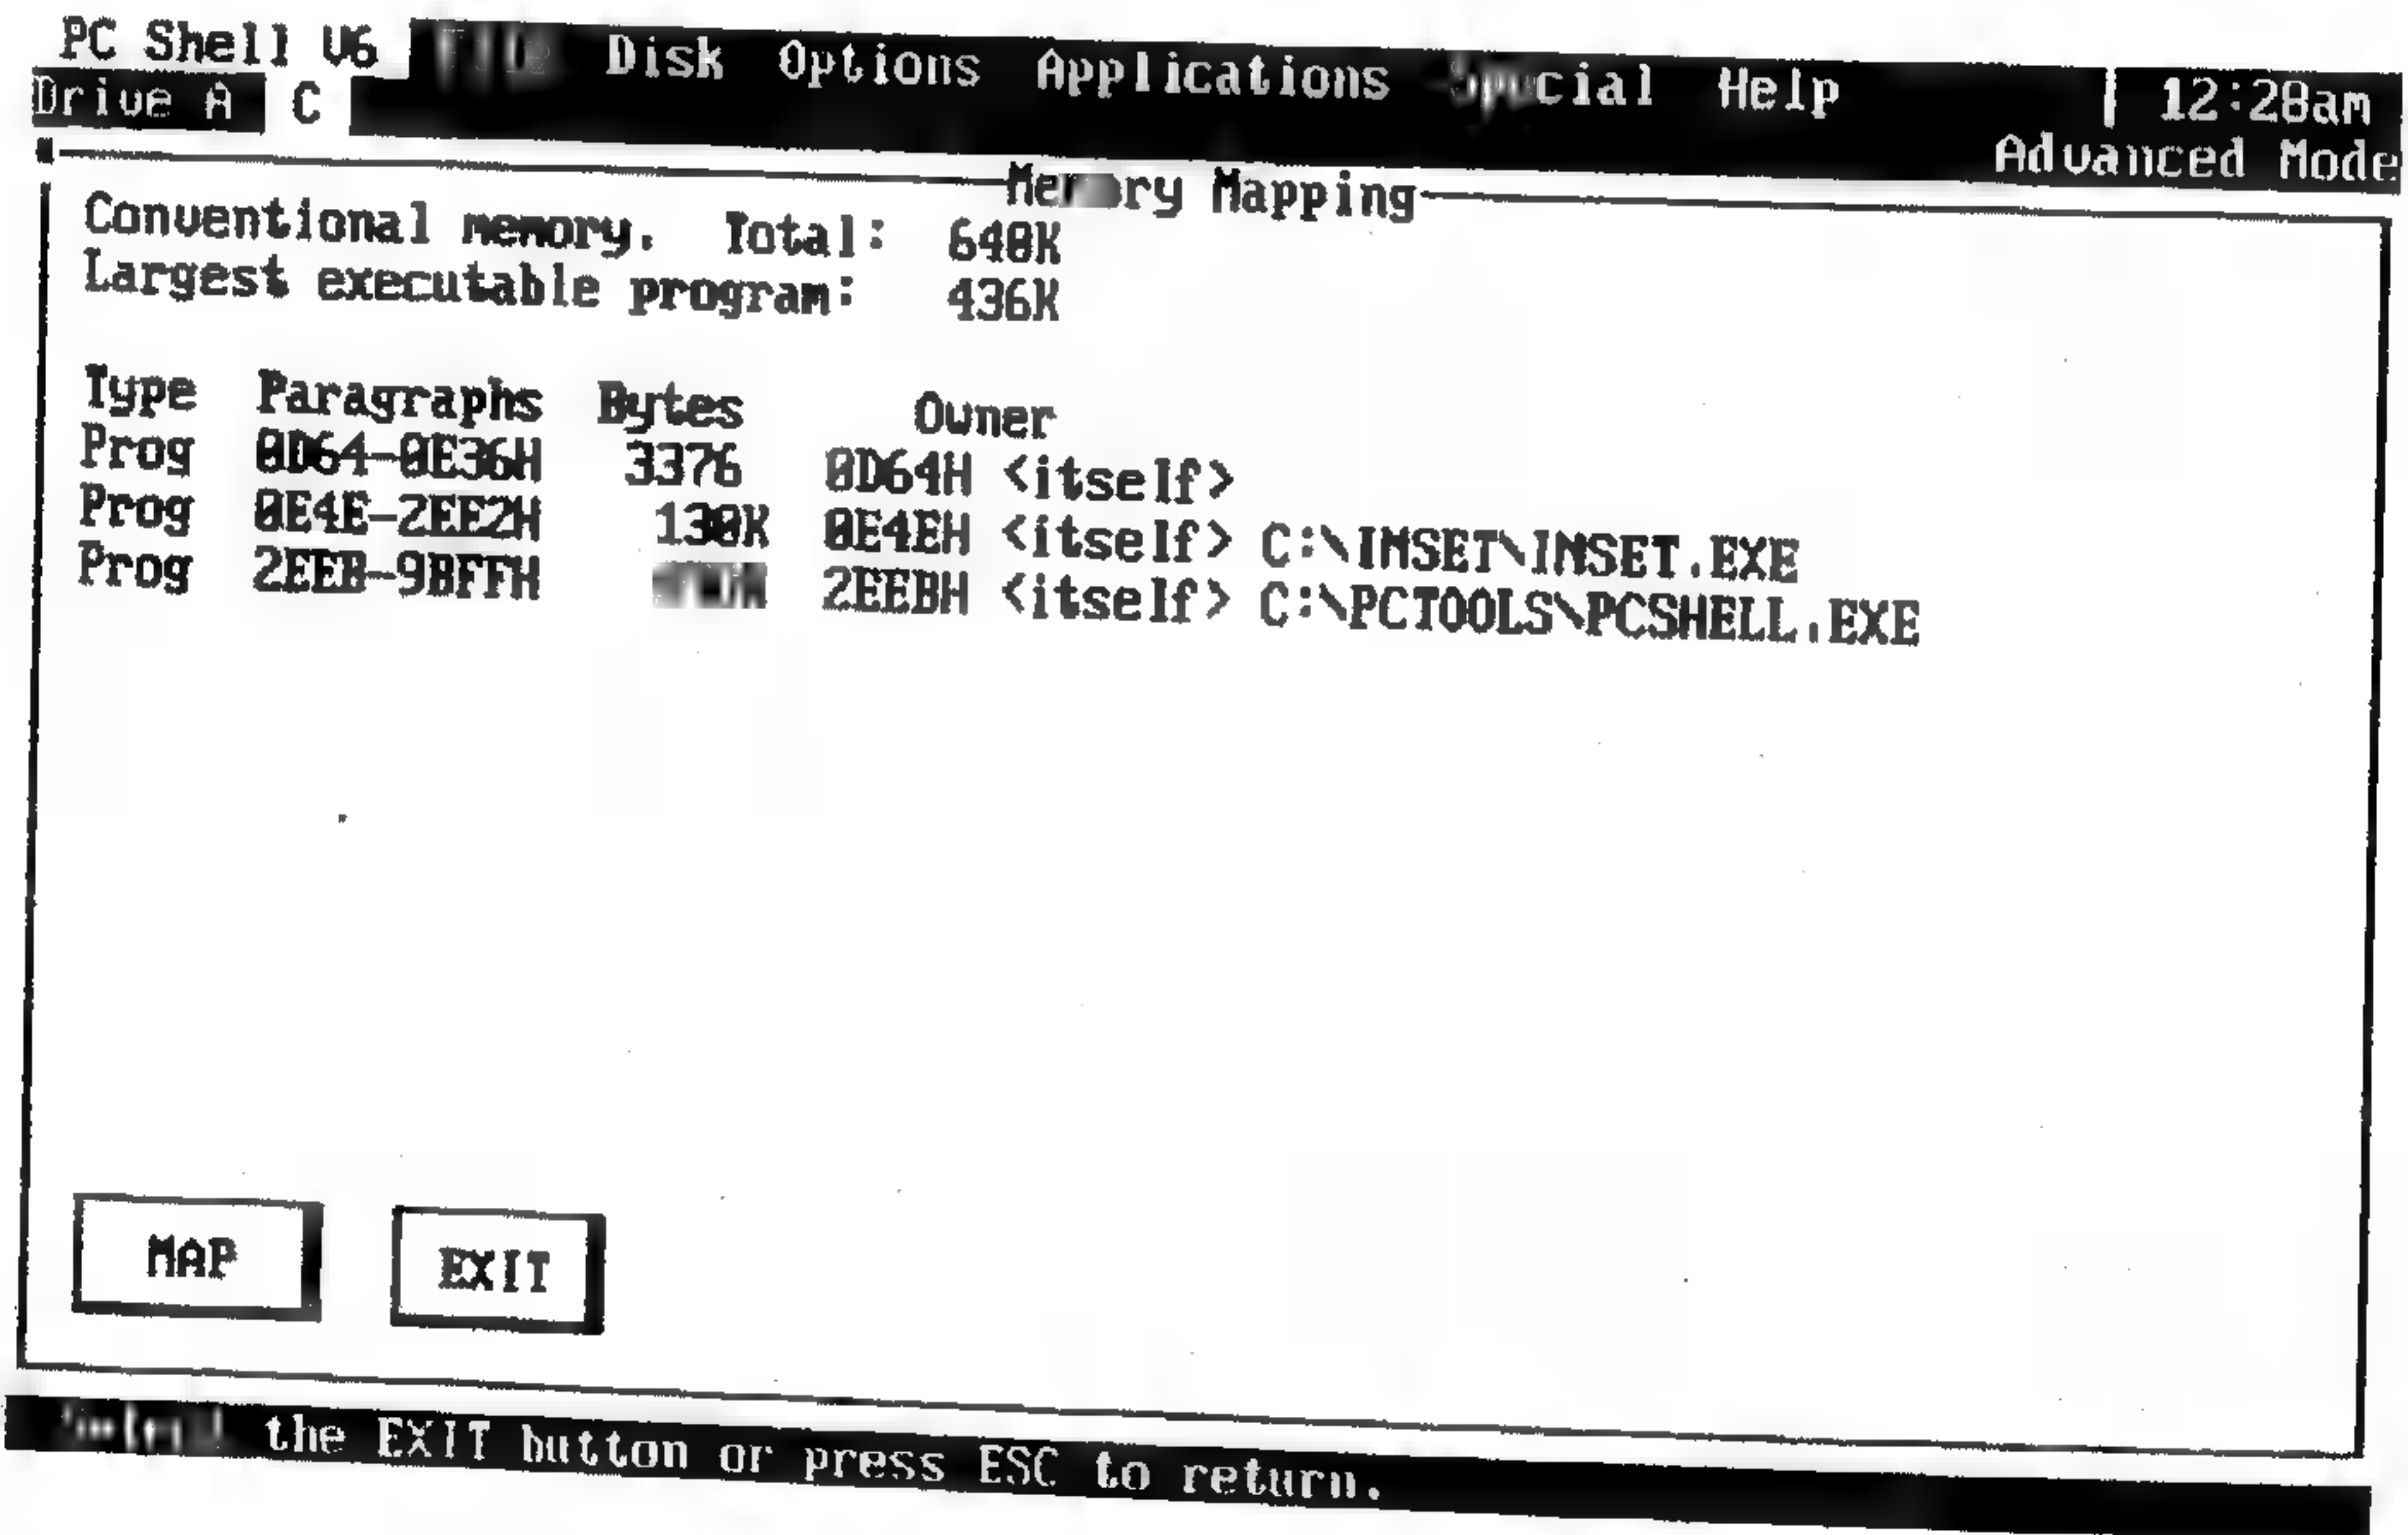 PC Shell V6 Disk Options Applications Help 12:28am
Drive A C Advanced Mode
Mapping
Conventional memory. Total: 640K
Largest executable program: 436K
Type Paragraphs Bytes Owner
Prog 0D64-0E36H 3376 0D64H <itself>
Prog 0E4E-2EE2H 130K 0E4EH <itself> C:\INSET\INSET.EXE
Prog 2EEB-9BFFH 2EEBH <itself> C:\PCTOOLS\PCSHELL.EXE
MAP EXIT
the EXIT button or press ESC to return.